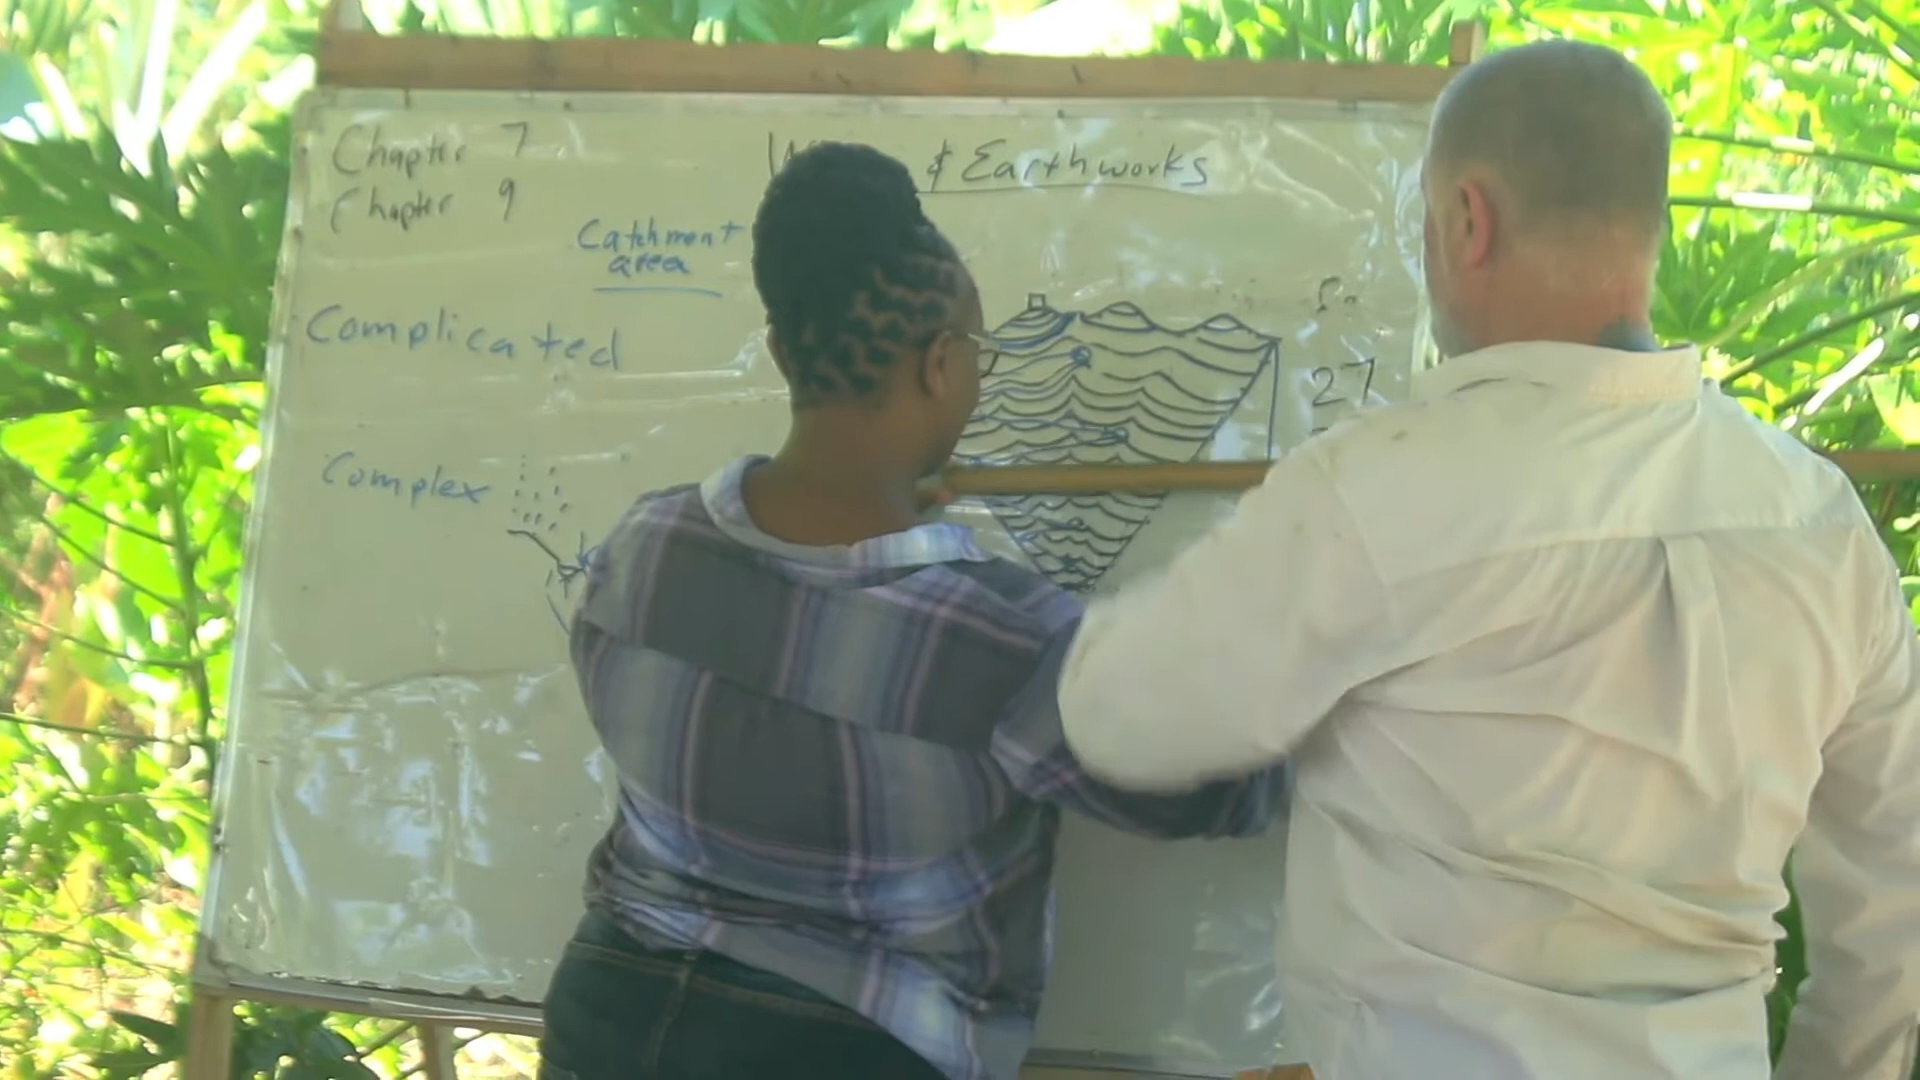 Chapter 7
Chapter 9
& Earthworks
Catchment
area
Complicated
Complex
27